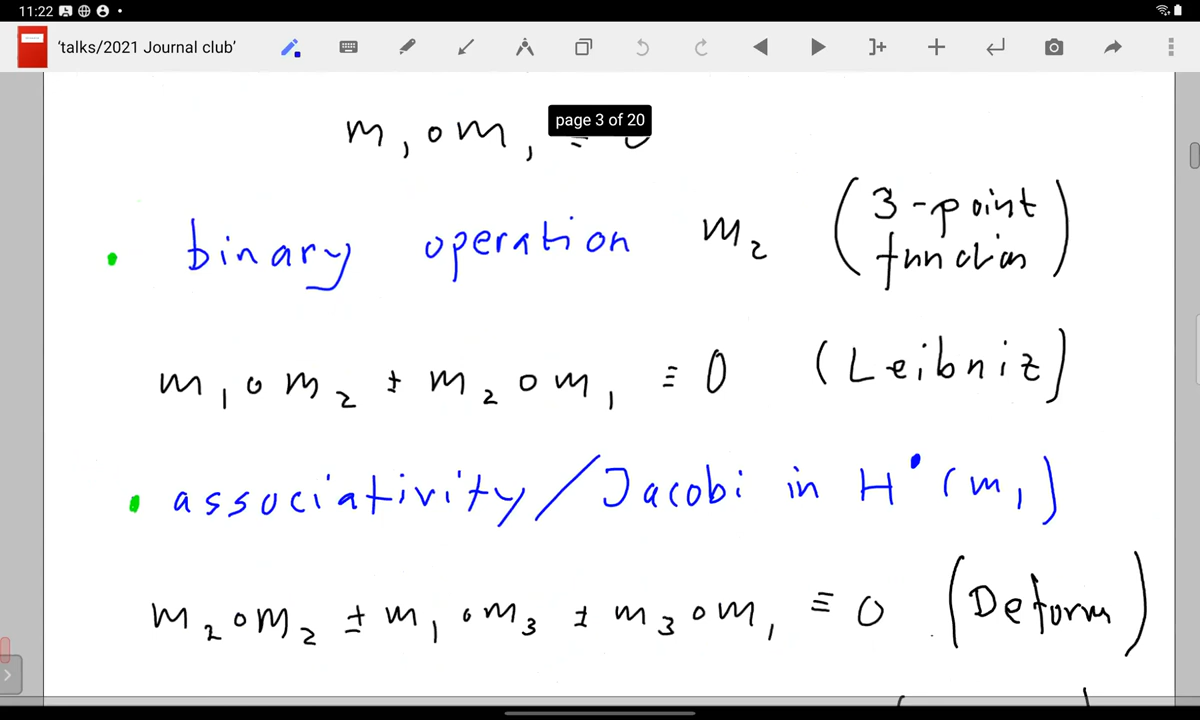 11:22
'talks/2021 Journal club'
m₁ ∘ m₁ ≡ 0
page 3 of 20
• binary operation m₂ (3-point function)
m₁ ∘ m₂ ± m₂ ∘ m₁ ≡ 0 (Leibniz)
• associativity/Jacobi in H•(m₁)
m₂ ∘ m₂ ± m₁ ∘ m₃ ± m₃ ∘ m₁ ≡ 0 (Deform)